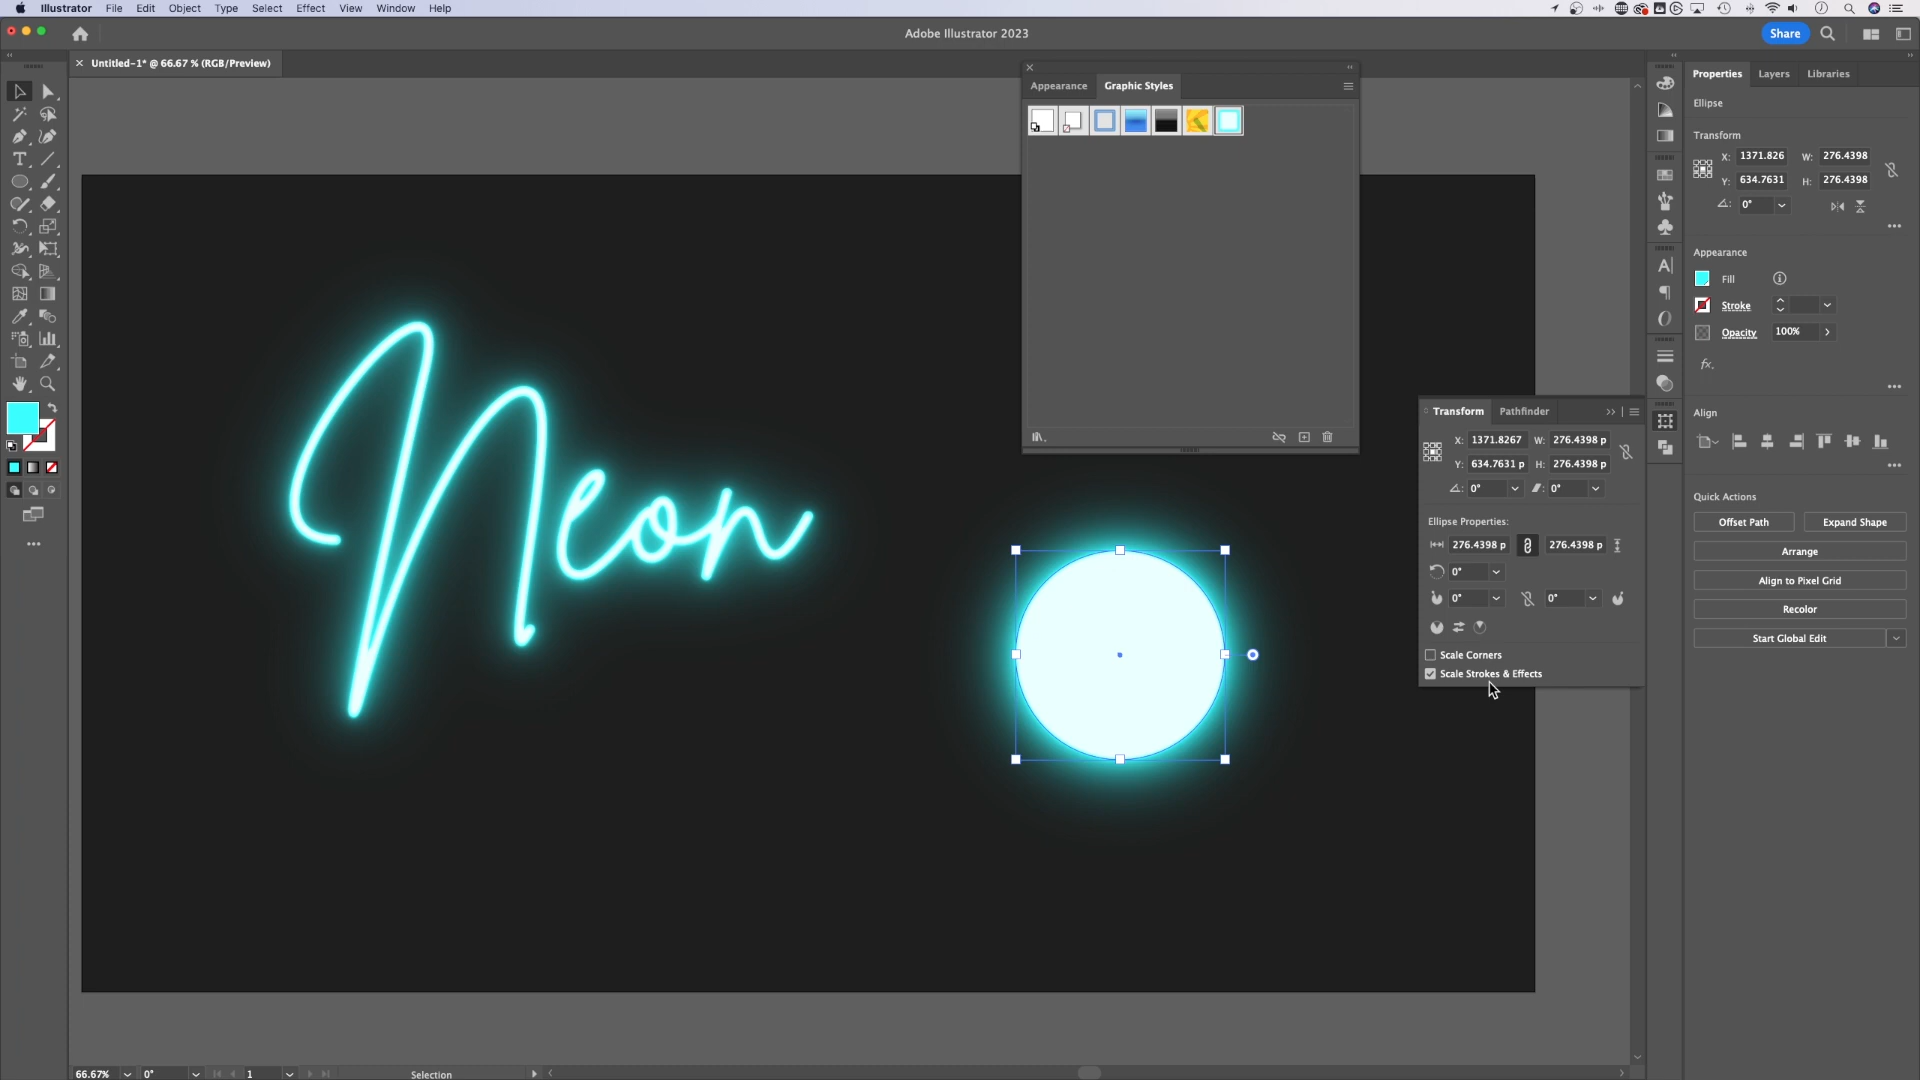 Illustrator File Edit Object Type Select Effect View Window Help
Adobe Illustrator 2023
Share
Untitled-1* @ 66.67 % (RGB/Preview)
Appearance Graphic Styles
Properties Layers Libraries
Ellipse
Transform
X: 1371.826 W: 276.4398
Y: 634.7631 H: 276.4398
0°
Appearance
Fill
Stroke
Opacity 100%
fx.
Align
Quick Actions
Offset Path Expand Shape
Arrange
Align to Pixel Grid
Recolor
Start Global Edit
Transform Pathfinder
X: 1371.8267 W: 276.4398 p
Y: 634.7631 p H: 276.4398 p
0° 0°
Ellipse Properties:
276.4398 p 276.4398 p
0°
0° 0°
Scale Corners
Scale Strokes & Effects
Neon
66.67% 0° 1 Selection